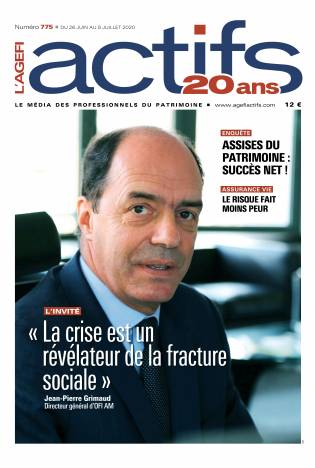 Numéro 775 ■ DU 26 JUIN AU 9 JUILLET 2020
L'AGEFI
actifs
20 ans
LE MÉDIA DES PROFESSIONNELS DU PATRIMOINE ■ www.agefiactifs.com 12 €
ENQUÊTE
ASSISES DU
PATRIMOINE :
SUCCÈS NET !
ASSURANCE VIE
LE RISQUE FAIT
MOINS PEUR
L'INVITÉ
« La crise est un
révélateur de la fracture
sociale »
Jean-Pierre Grimaud
Directeur général d'OFI AM